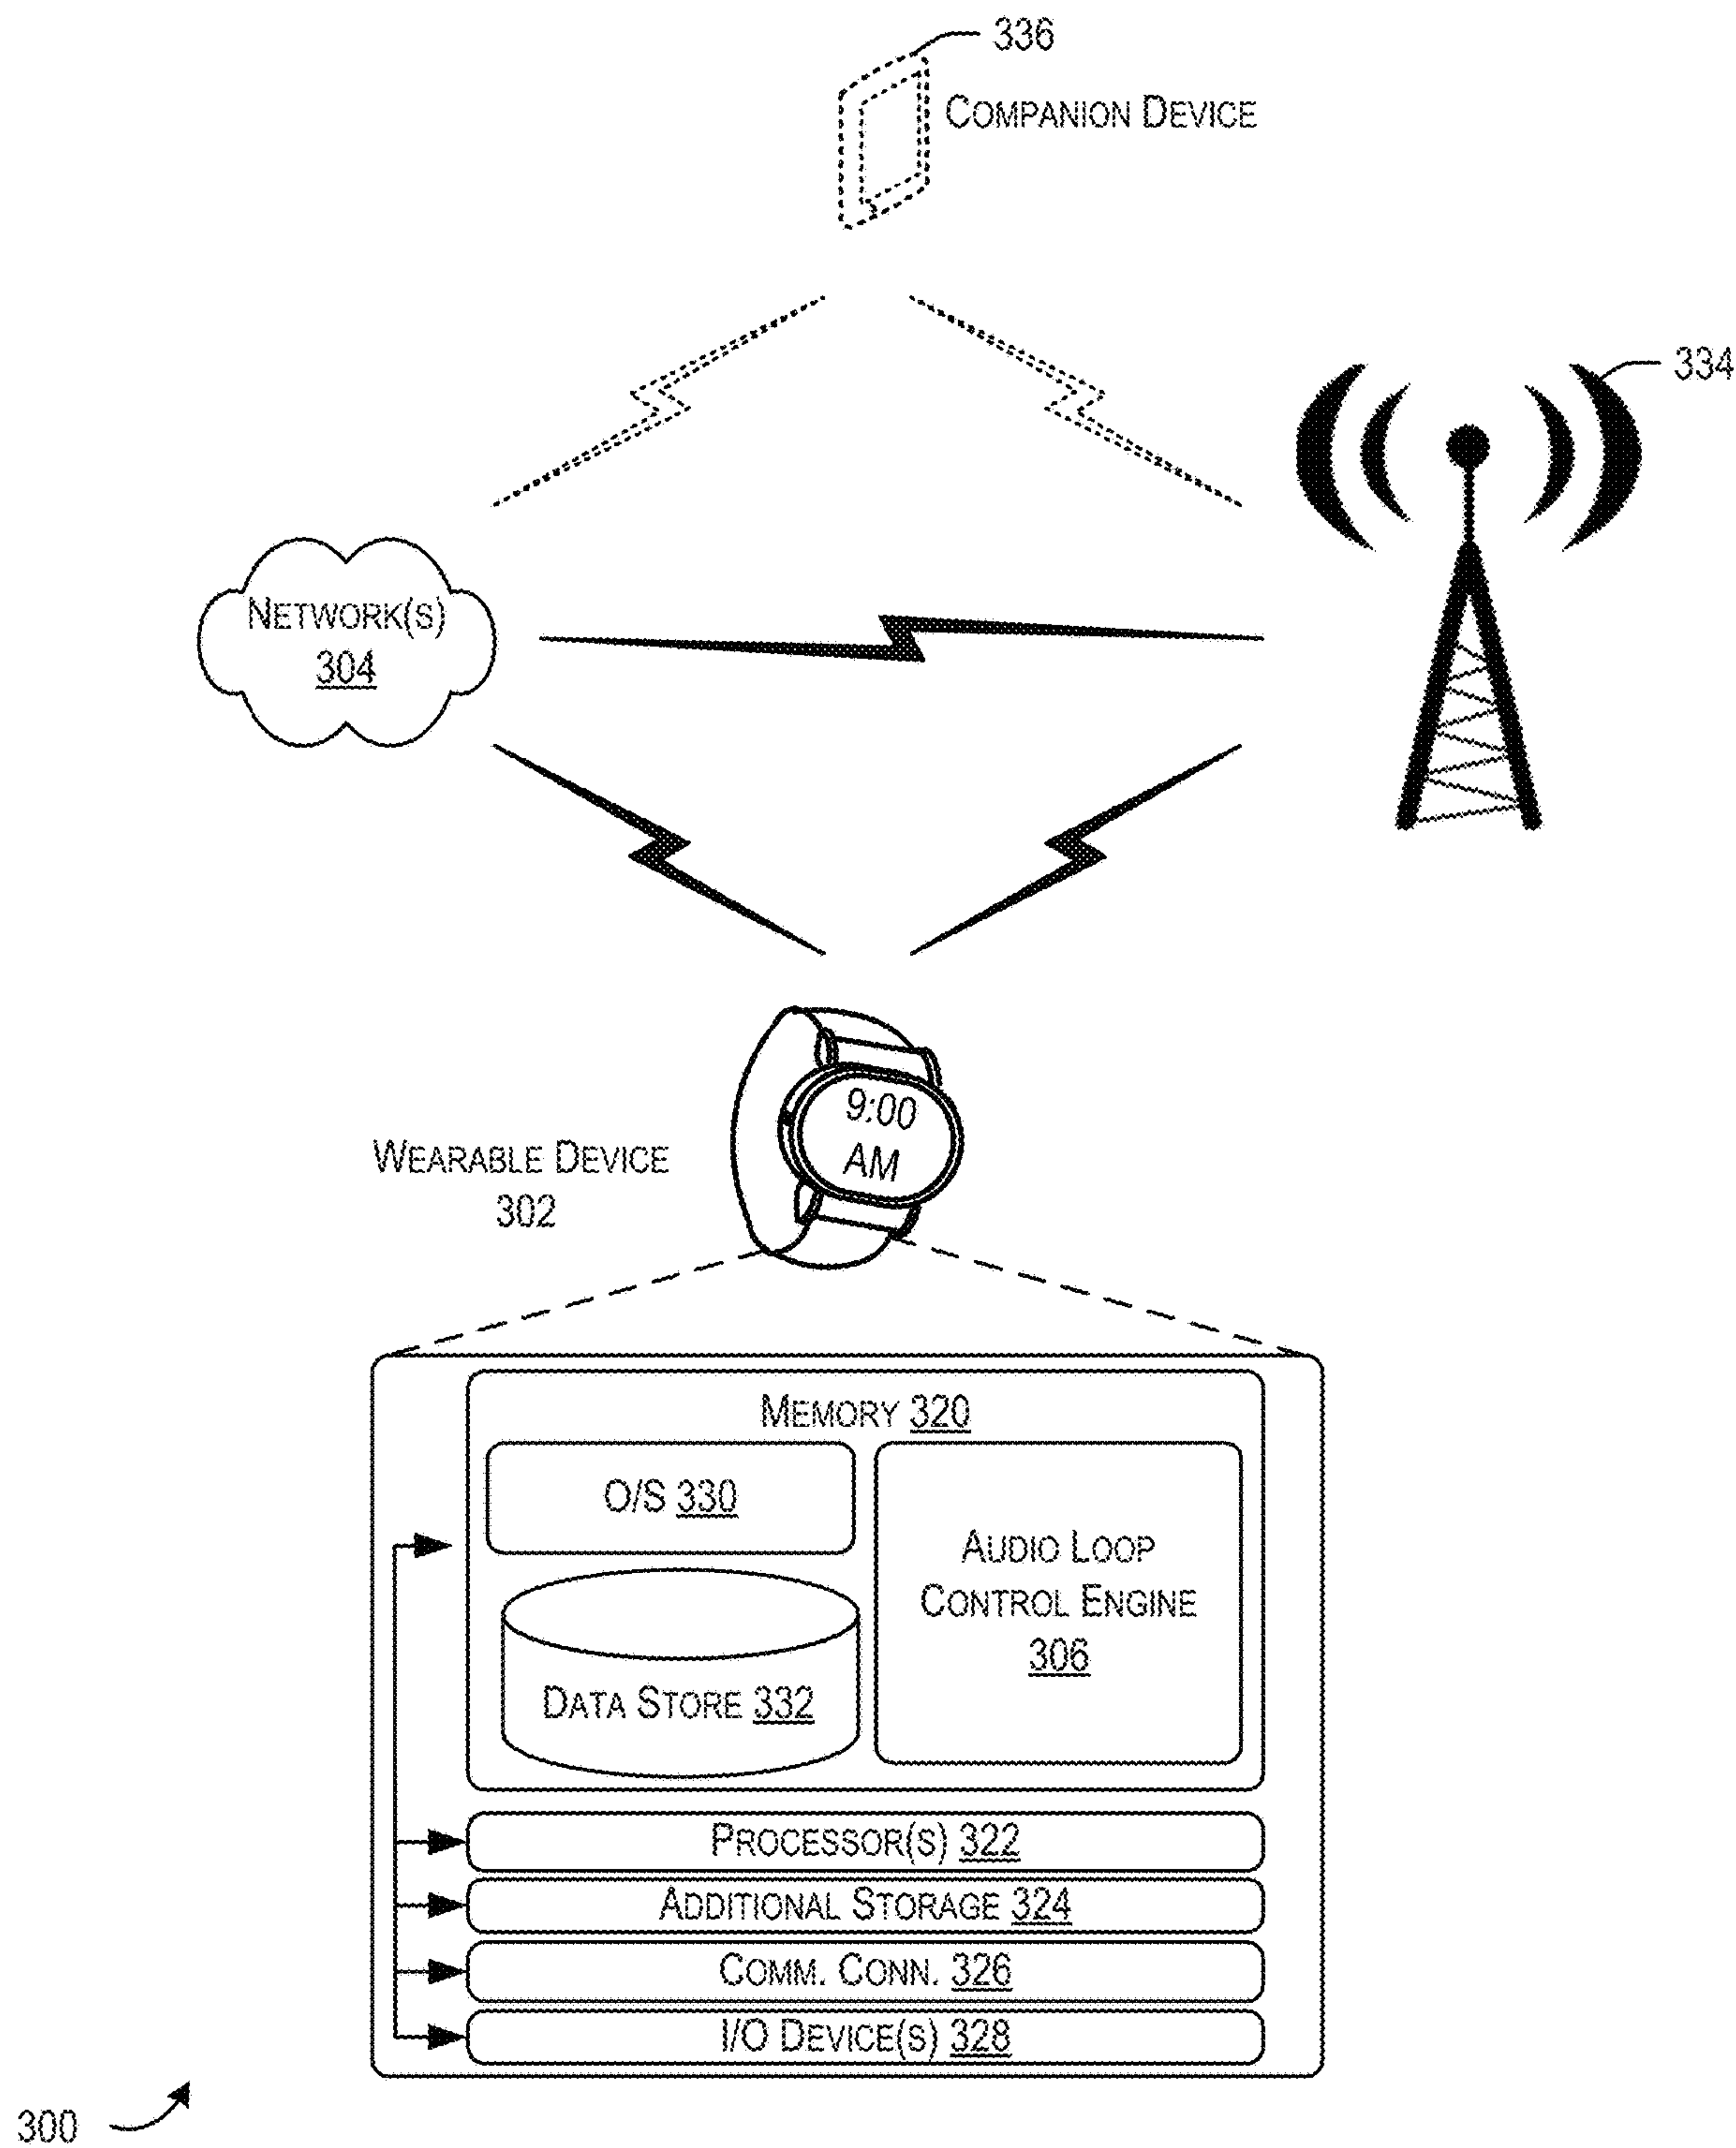 336
COMPANION DEVICE
334
NETWORK(S)
304
9:00
AM
WEARABLE DEVICE
302
MEMORY 320
O/S 330
AUDIO LOOP
CONTROL ENGINE
306
DATA STORE 332
PROCESSOR(S) 322
ADDITIONAL STORAGE 324
COMM. CONN. 326
I/O DEVICE(S) 328
300